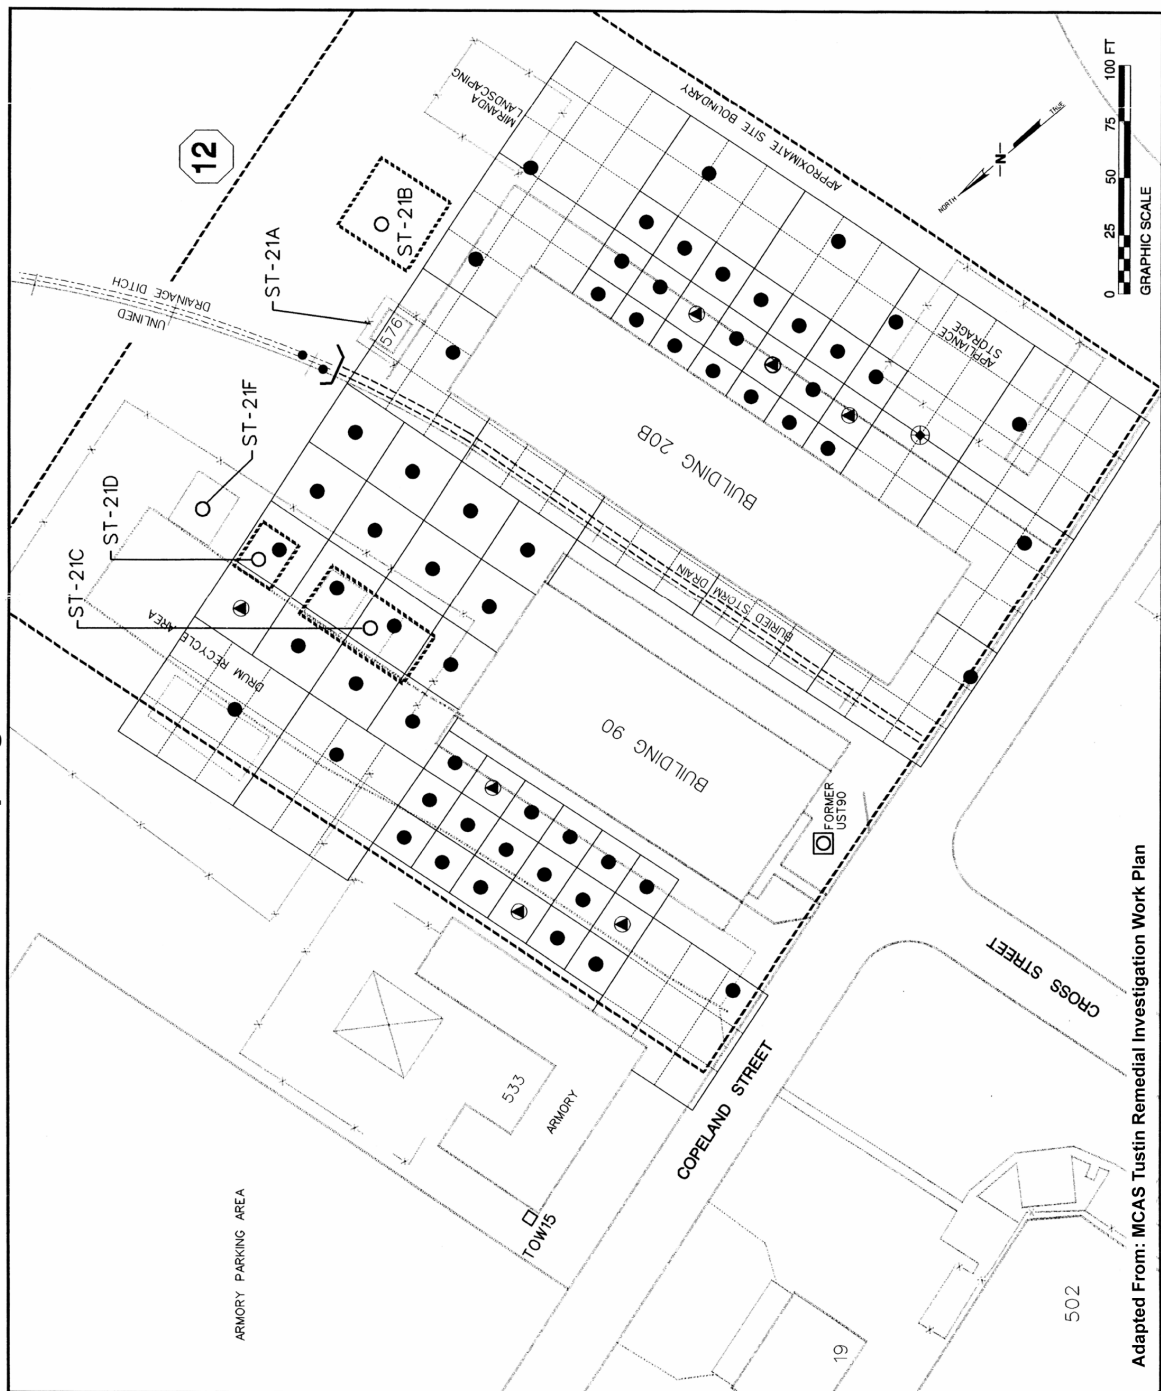 12
MIRANDA
LANDSCAPING
APPROXIMATE SITE BOUNDARY
ST-21B
ST-21A
576
UNLINED
DRAINAGE DITCH
ST-21F
ST-21D
ST-21C
DRUM RECYCLE AREA
BUILDING 20B
BURIED STORM DRAIN
BUILDING 90
APPLIANCE
STORAGE
FORMER
UST90
NORTH
N
TRUE
0 25 50 75 100 FT
GRAPHIC SCALE
533
ARMORY
ARMORY PARKING AREA
TOW15
COPELAND STREET
CROSS STREET
19
502
Adapted From: MCAS Tustin Remedial Investigation Work Plan